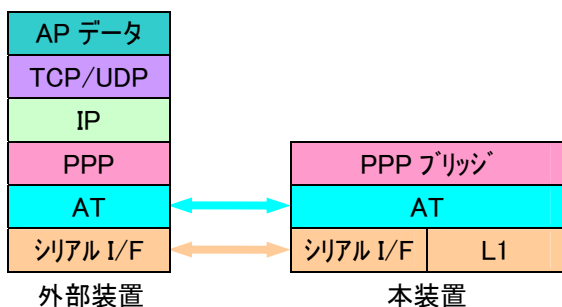 AP データ
TCP/UDP
IP
PPP
AT
シリアル I/F
外部装置
PPP ブリッジ
AT
シリアル I/F
L1
本装置